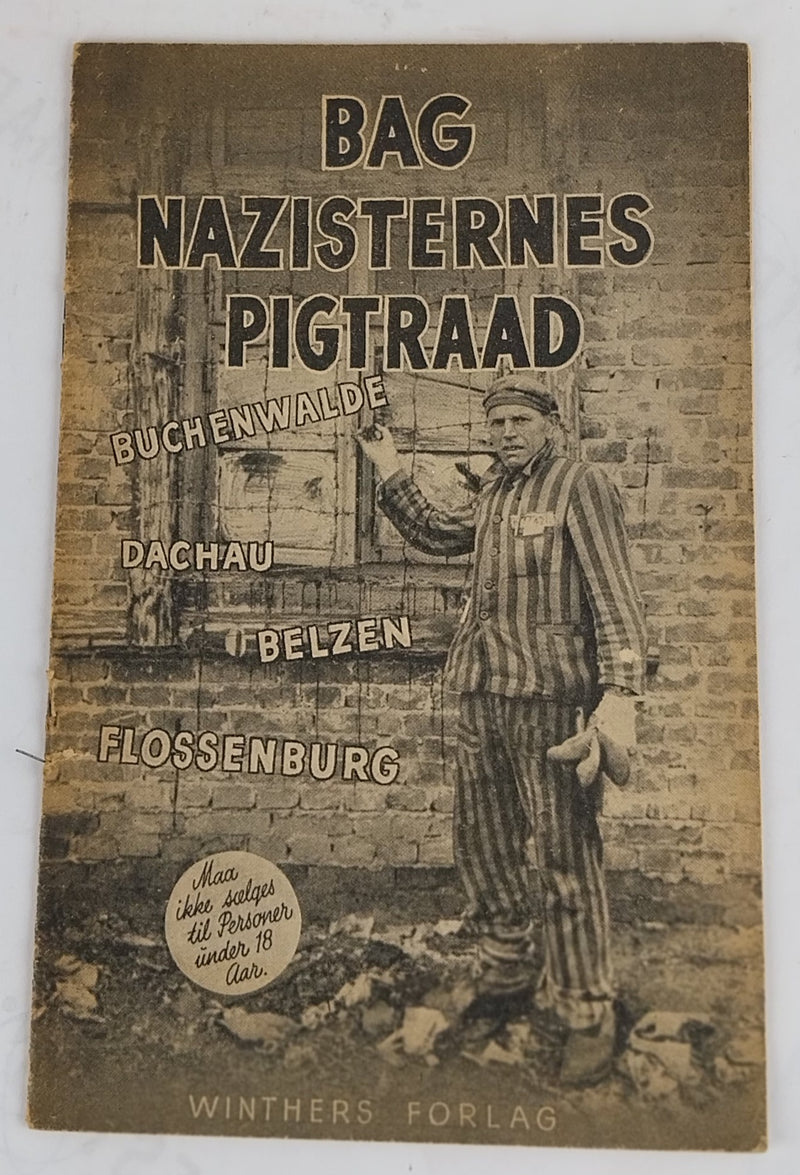 BAG
NAZISTERNES
PIGTRAAD
BUCHENWALDE
DACHAU
BELZEN
FLOSSENBURG
Maa
ikke sælges
til Personer
under 18
Aar.
WINTHERS FORLAG